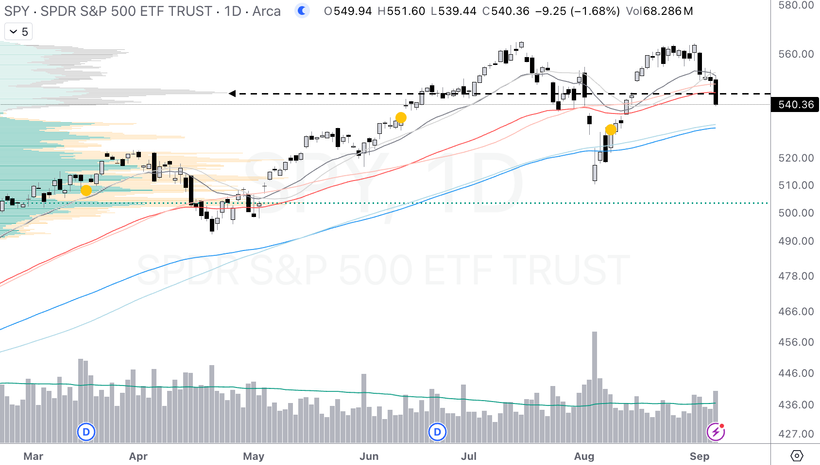 SPY · SPDR S&P 500 ETF TRUST · 1D · Arca O549.94 H551.60 L539.44 C540.36 −9.25 (−1.68%) Vol68.286M
5
580.00
560.00
540.36
520.00
510.00
500.00
490.00
478.00
466.00
456.00
446.00
436.00
427.00
SPY, 1D
SPDR S&P 500 ETF TRUST
D
D
Mar Apr May Jun Jul Aug Sep